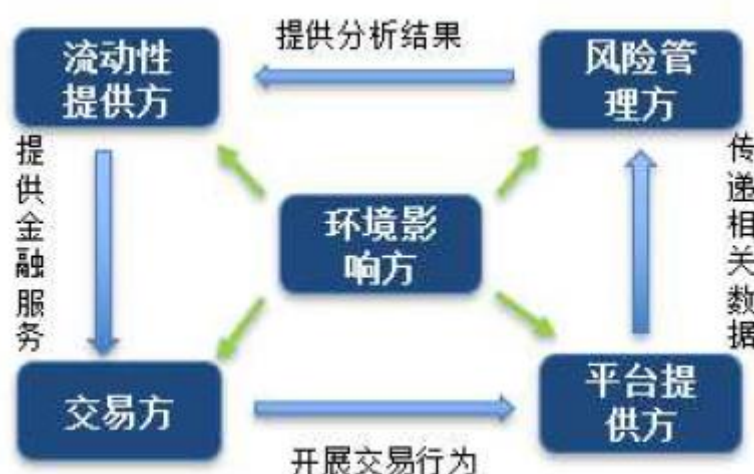 提供分析结果
流动性
提供方
风险管
理方
提供金融服务
传递相关数据
环境影
响方
交易方
平台提
供方
开展交易行为